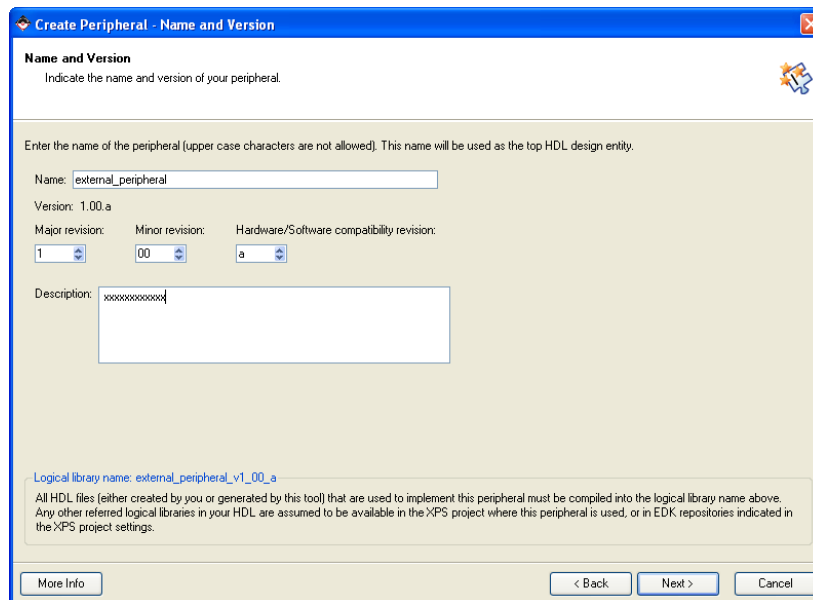 Create Peripheral - Name and Version
Name and Version
Indicate the name and version of your peripheral.
Enter the name of the peripheral (upper case characters are not allowed). This name will be used as the top HDL design entity.
Name: external_peripheral
Version: 1.00.a
Major revision: Minor revision: Hardware/Software compatibility revision:
1 00 a
Description: xxxxxxxxxxxx
Logical library name: external_peripheral_v1_00_a
All HDL files (either created by you or generated by this tool) that are used to implement this peripheral must be compiled into the logical library name above.
Any other referred logical libraries in your HDL are assumed to be available in the XPS project where this peripheral is used, or in EDK repositories indicated in
the XPS project settings.
More Info < Back Next > Cancel